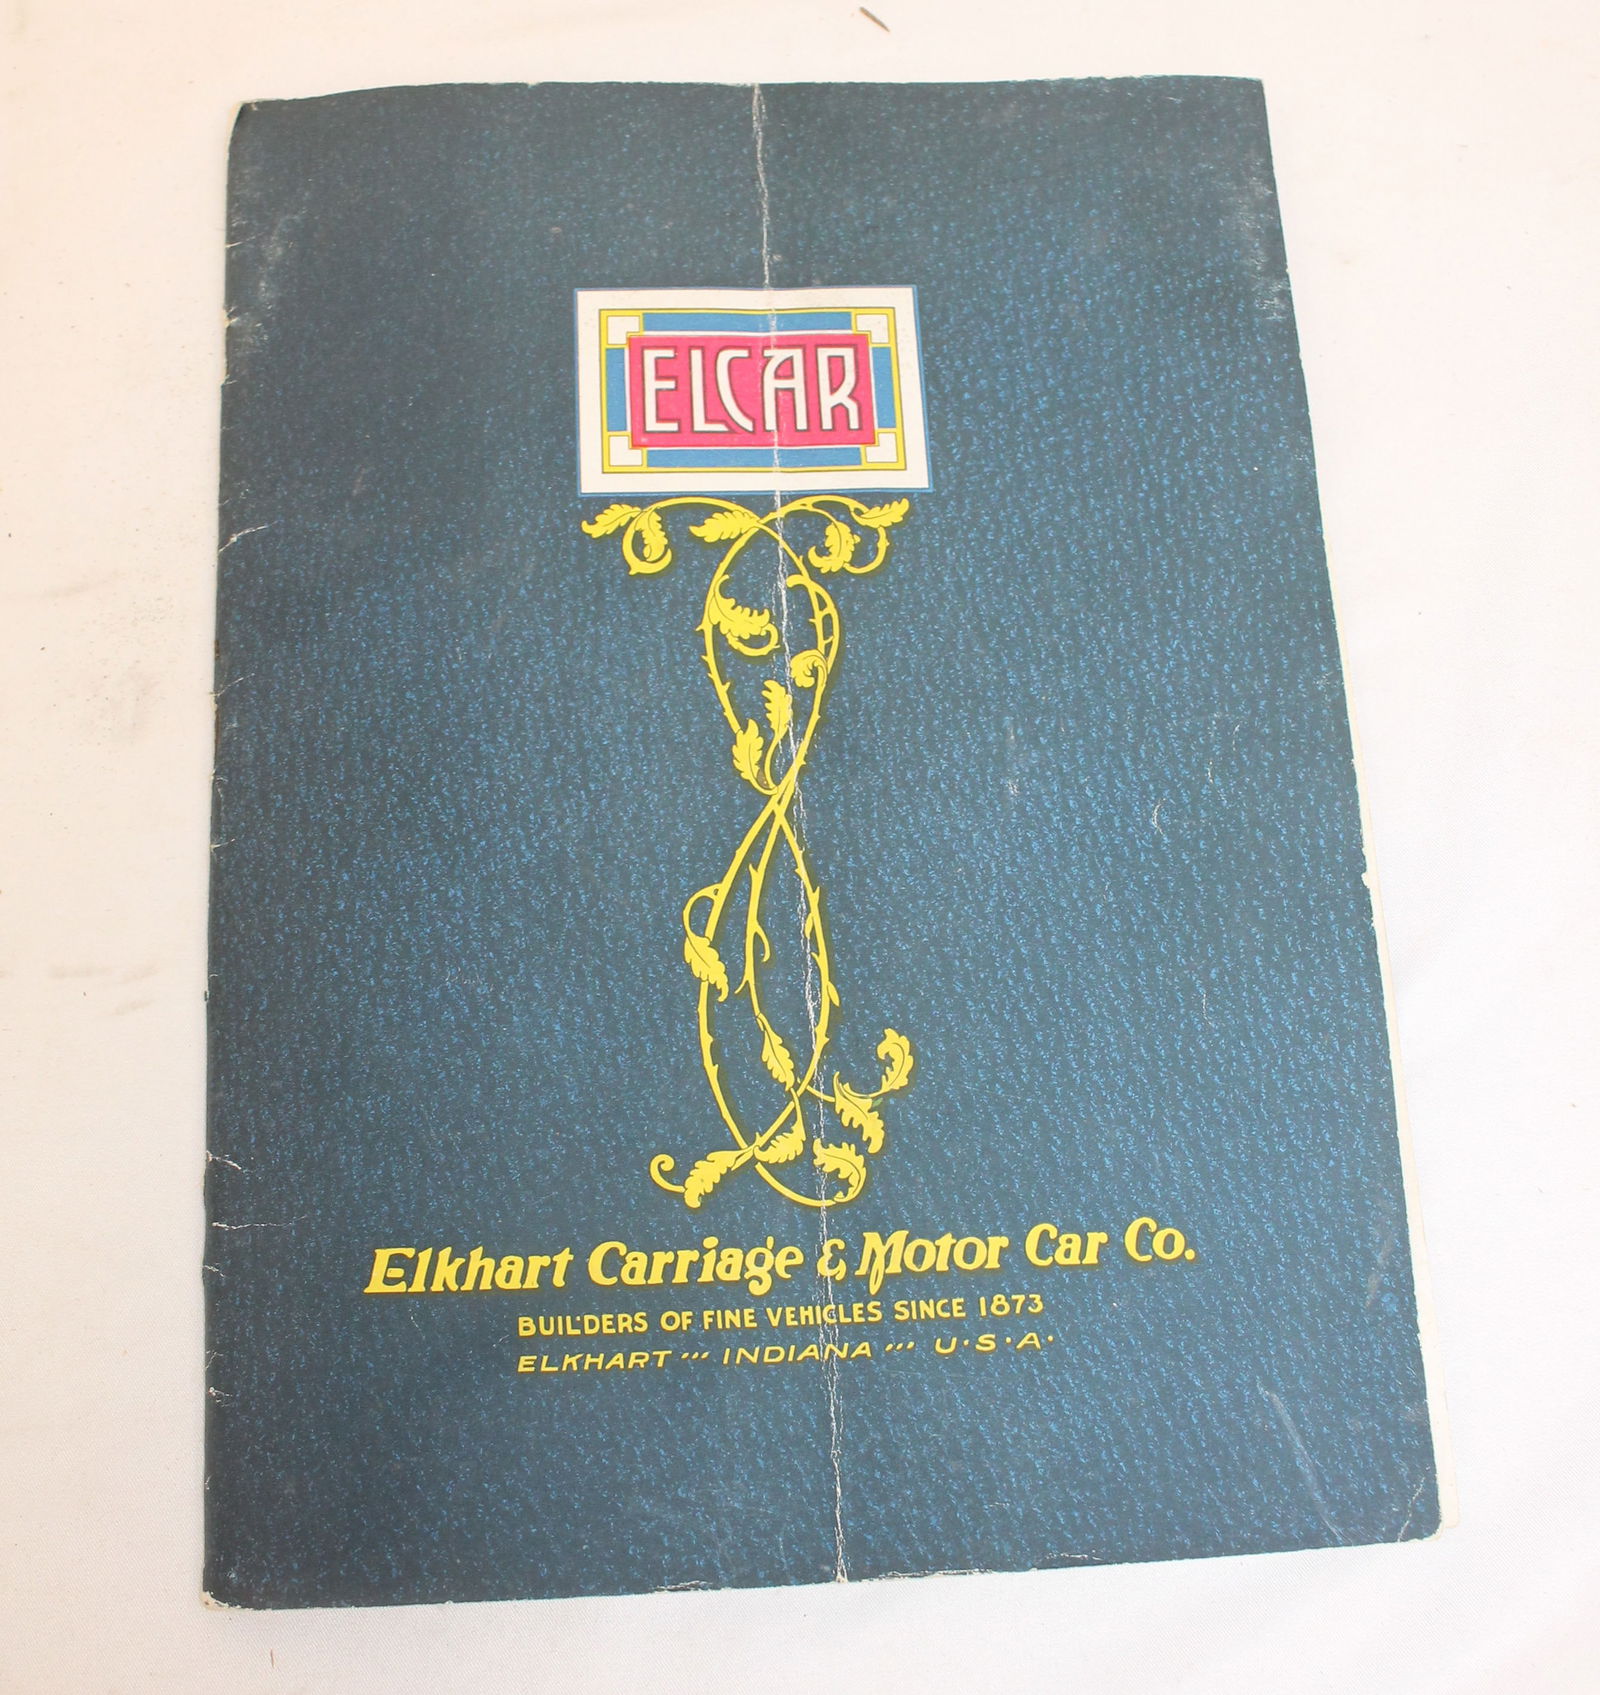 ELCAR
Elkhart Carriage & Motor Car Co.
BUILDERS OF FINE VEHICLES SINCE 1873
ELKHART ··· INDIANA ··· U·S·A·